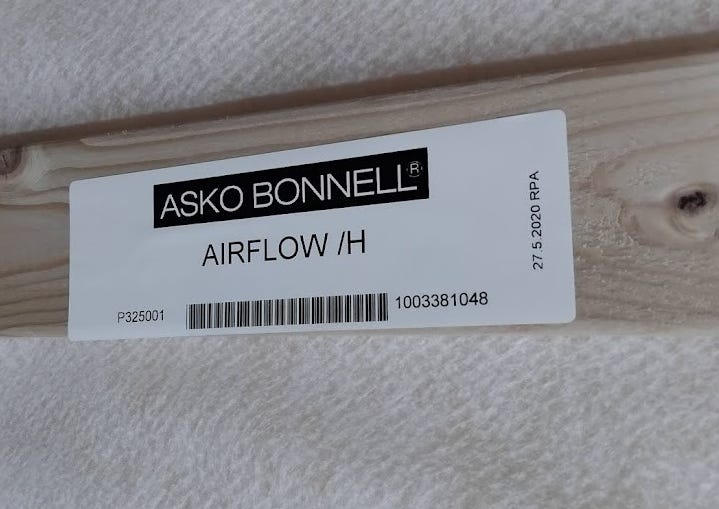 ASKO BONNELL®
AIRFLOW /H
P325001
1003381048
27.5.2020 RPA